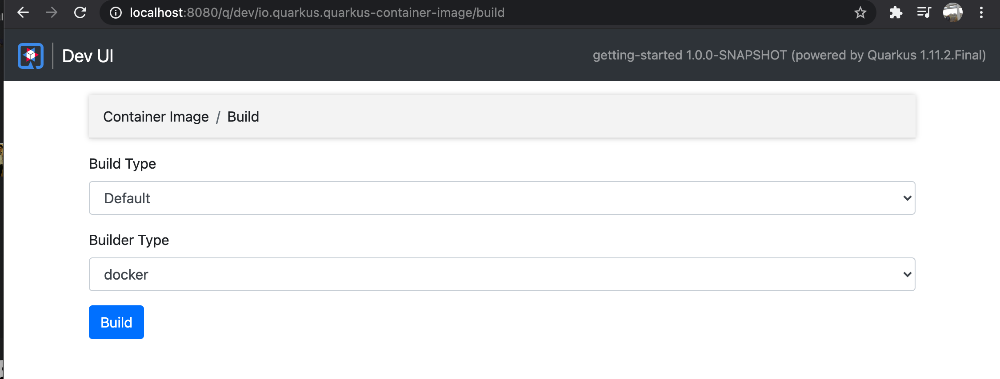 localhost:8080/q/dev/io.quarkus.quarkus-container-image/build
Dev UI
getting-started 1.0.0-SNAPSHOT (powered by Quarkus 1.11.2.Final)
Container Image / Build
Build Type
Default
Builder Type
docker
Build